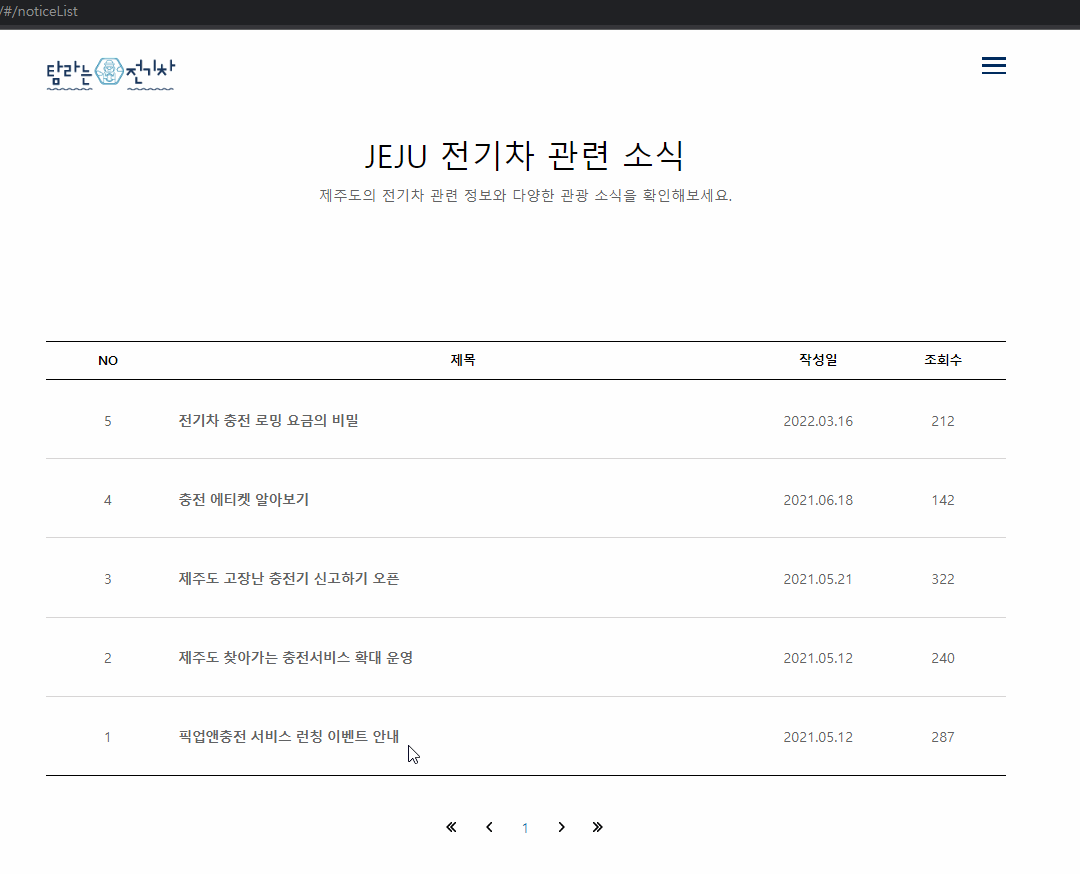 /#/noticeList
탐라는 전기차
JEJU 전기차 관련 소식
제주도의 전기차 관련 정보와 다양한 관광 소식을 확인해보세요.
NO 제목 작성일 조회수
5 전기차 충전 로밍 요금의 비밀 2022.03.16 212
4 충전 에티켓 알아보기 2021.06.18 142
3 제주도 고장난 충전기 신고하기 오픈 2021.05.21 322
2 제주도 찾아가는 충전서비스 확대 운영 2021.05.12 240
1 픽업앤충전 서비스 런칭 이벤트 안내 2021.05.12 287
1